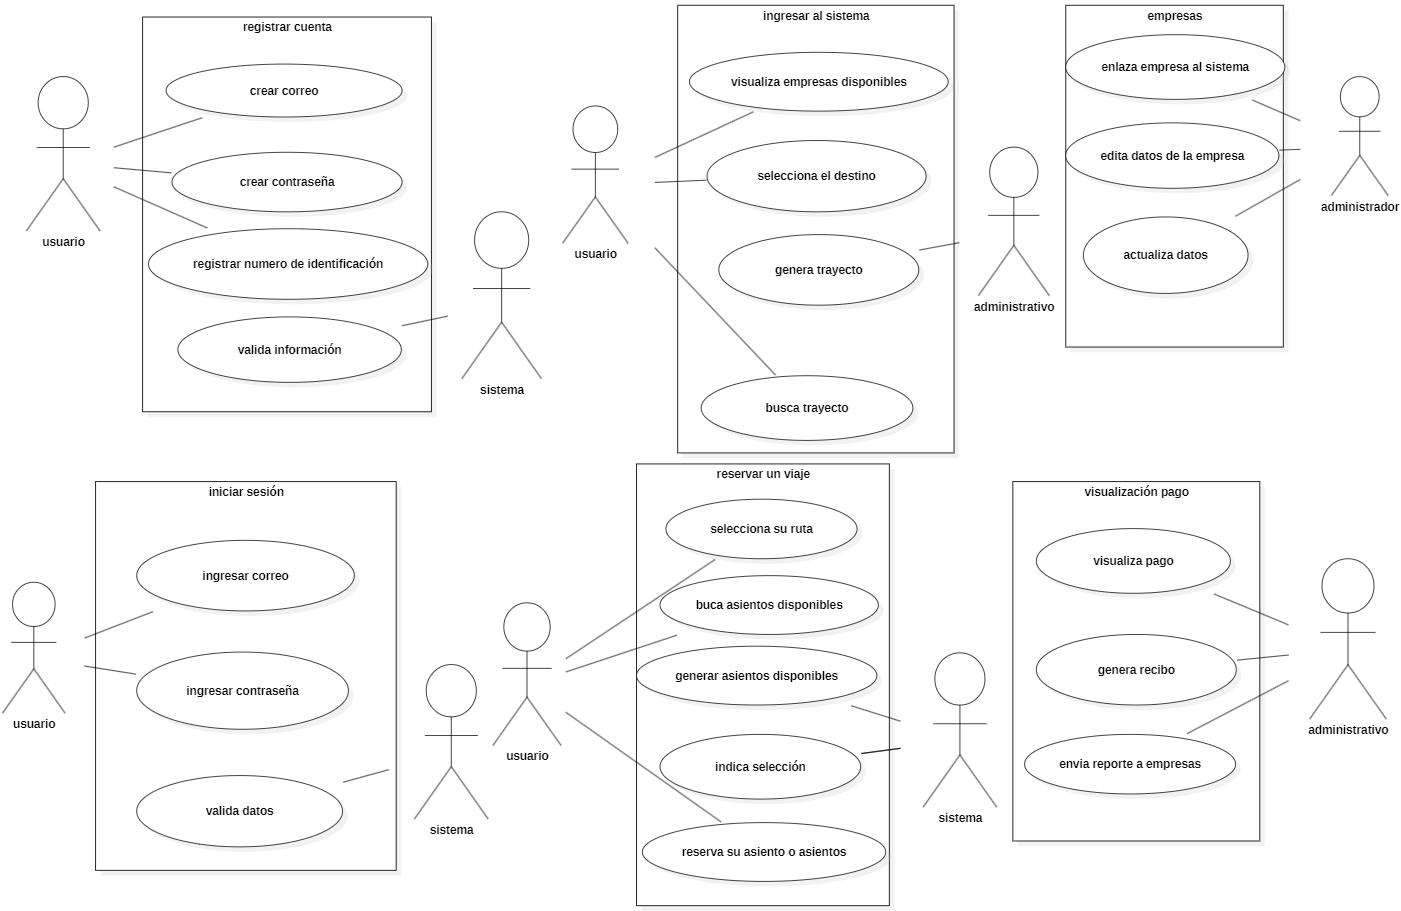 registrar cuenta
crear correo
crear contraseña
registrar numero de identificación
valida información
usuario
sistema
ingresar al sistema
visualiza empresas disponibles
selecciona el destino
genera trayecto
busca trayecto
usuario
administrativo
empresas
enlaza empresa al sistema
edita datos de la empresa
actualiza datos
administrador
iniciar sesión
ingresar correo
ingresar contraseña
valida datos
usuario
sistema
reservar un viaje
selecciona su ruta
buca asientos disponibles
generar asientos disponibles
indica selección
reserva su asiento o asientos
usuario
sistema
visualización pago
visualiza pago
genera recibo
envia reporte a empresas
administrativo